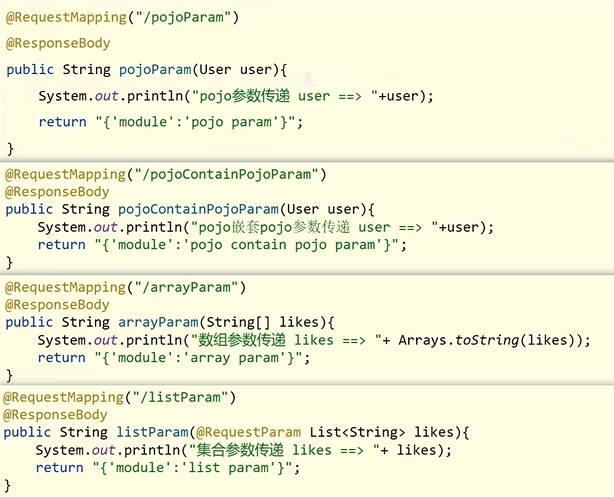 @RequestMapping("/pojoParam")
@ResponseBody
public String pojoParam(User user){
    System.out.println("pojo参数传递 user ==> "+user);
    return "{'module':'pojo param'}";
}
@RequestMapping("/pojoContainPojoParam")
@ResponseBody
public String pojoContainPojoParam(User user){
    System.out.println("pojo嵌套pojo参数传递 user ==> "+user);
    return "{'module':'pojo contain pojo param'}";
}
@RequestMapping("/arrayParam")
@ResponseBody
public String arrayParam(String[] likes){
    System.out.println("数组参数传递 likes ==> "+ Arrays.toString(likes));
    return "{'module':'array param'}";
}
@RequestMapping("/listParam")
@ResponseBody
public String listParam(@RequestParam List<String> likes){
    System.out.println("集合参数传递 likes ==> "+ likes);
    return "{'module':'list param'}";
}